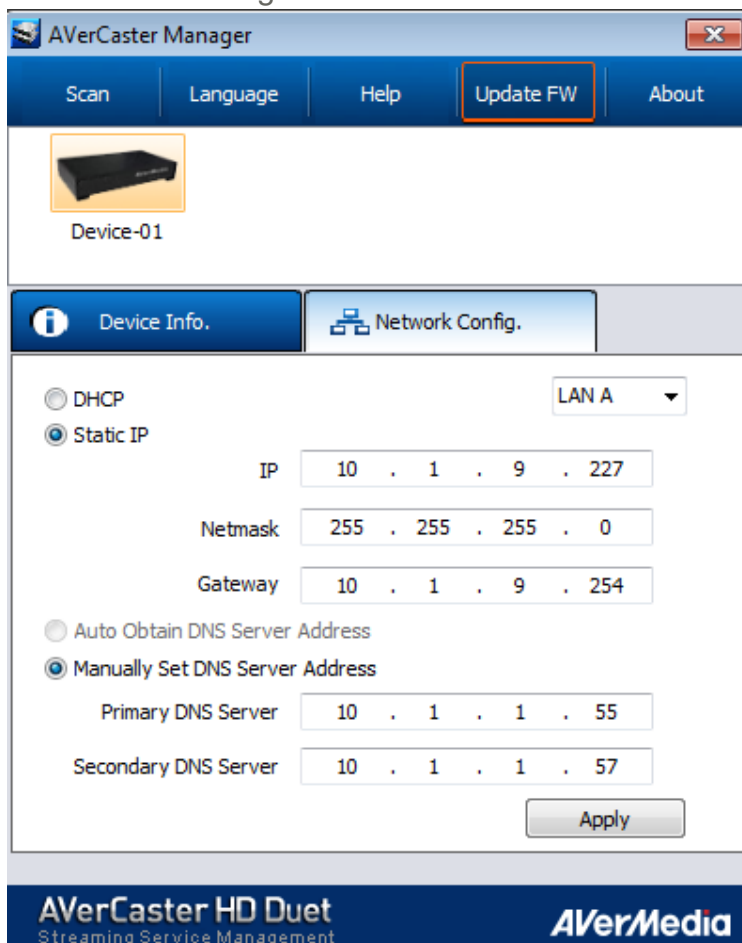 AVerCaster Manager
Scan Language Help Update FW About
Device-01
Device Info. Network Config.
DHCP LAN A
Static IP
IP 10 . 1 . 9 . 227
Netmask 255 . 255 . 255 . 0
Gateway 10 . 1 . 9 . 254
Auto Obtain DNS Server Address
Manually Set DNS Server Address
Primary DNS Server 10 . 1 . 1 . 55
Secondary DNS Server 10 . 1 . 1 . 57
Apply
AVerCaster HD Duet
Streaming Service Management
AVerMedia